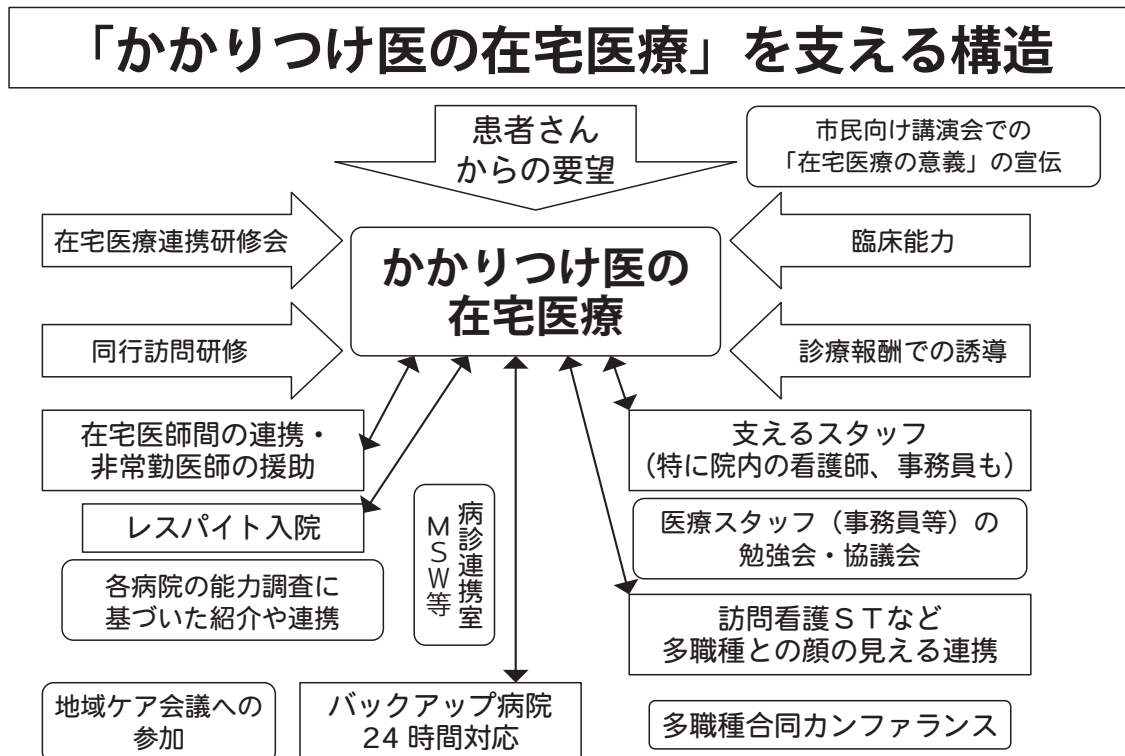 「かかりつけ医の在宅医療」を支える構造
患者さん
からの要望
市民向け講演会での
「在宅医療の意義」の宣伝
在宅医療連携研修会
かかりつけ医の
在宅医療
臨床能力
同行訪問研修
診療報酬での誘導
在宅医師間の連携・
非常勤医師の援助
支えるスタッフ
(特に院内の看護師、事務員も)
レスパイト入院
病診連携室
MSW等
医療スタッフ（事務員等）の
勉強会・協議会
各病院の能力調査に
基づいた紹介や連携
訪問看護STなど
多職種との顔の見える連携
地域ケア会議への
参加
バックアップ病院
24時間対応
多職種合同カンファランス